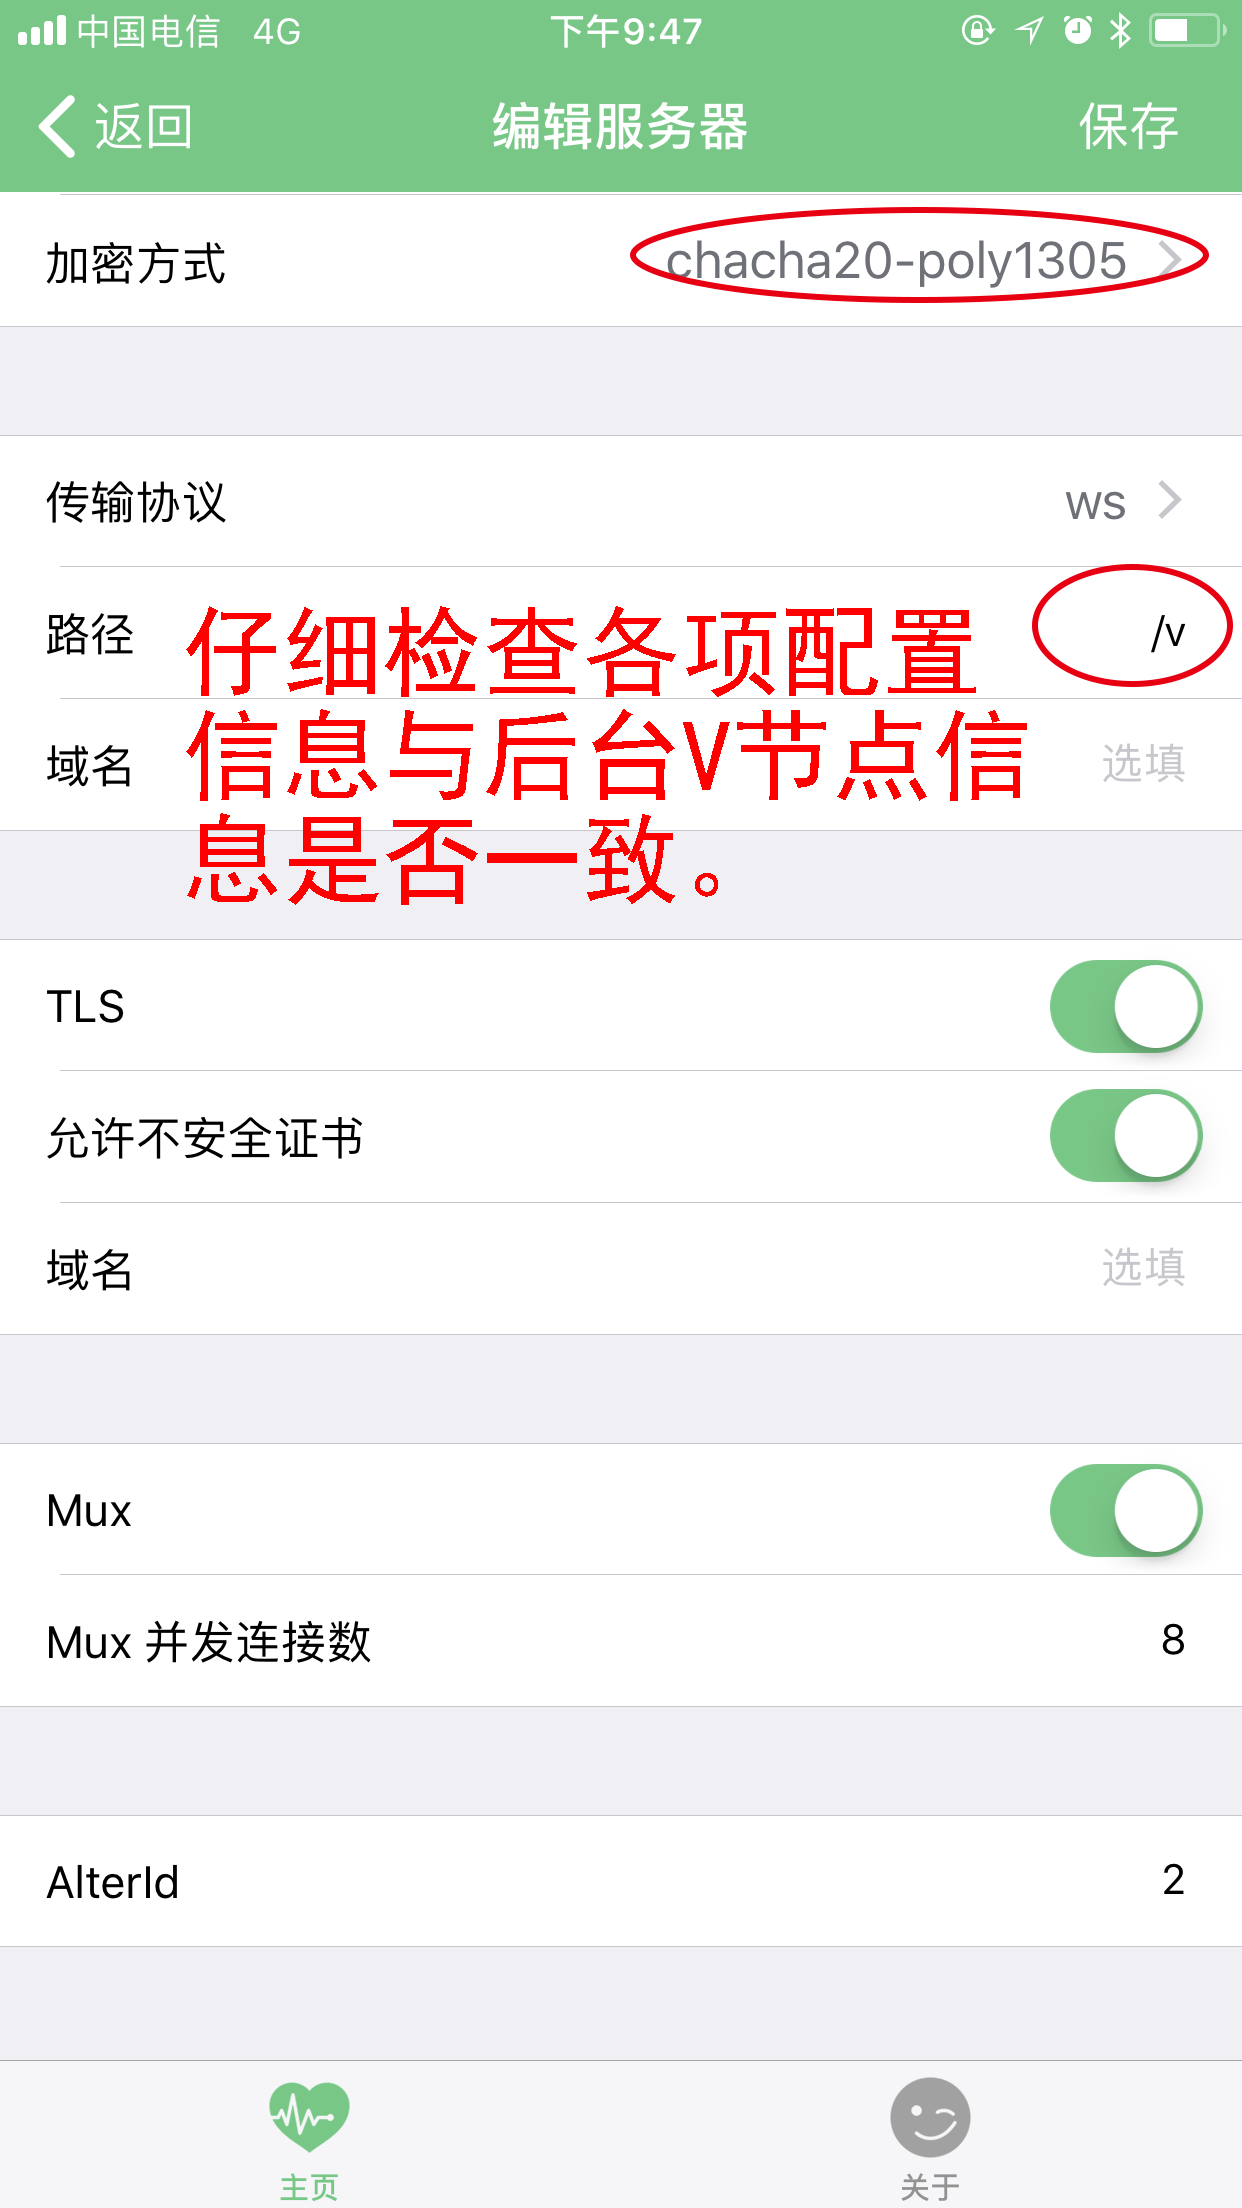 中国电信 4G 下午9:47
返回 编辑服务器 保存
加密方式 chacha20-poly1305
传输协议 ws
路径 /v
仔细检查各项配置
信息与后台V节点信
息是否一致。
域名 选填
TLS
允许不安全证书
域名 选填
Mux
Mux 并发连接数 8
AlterId 2
主页 关于